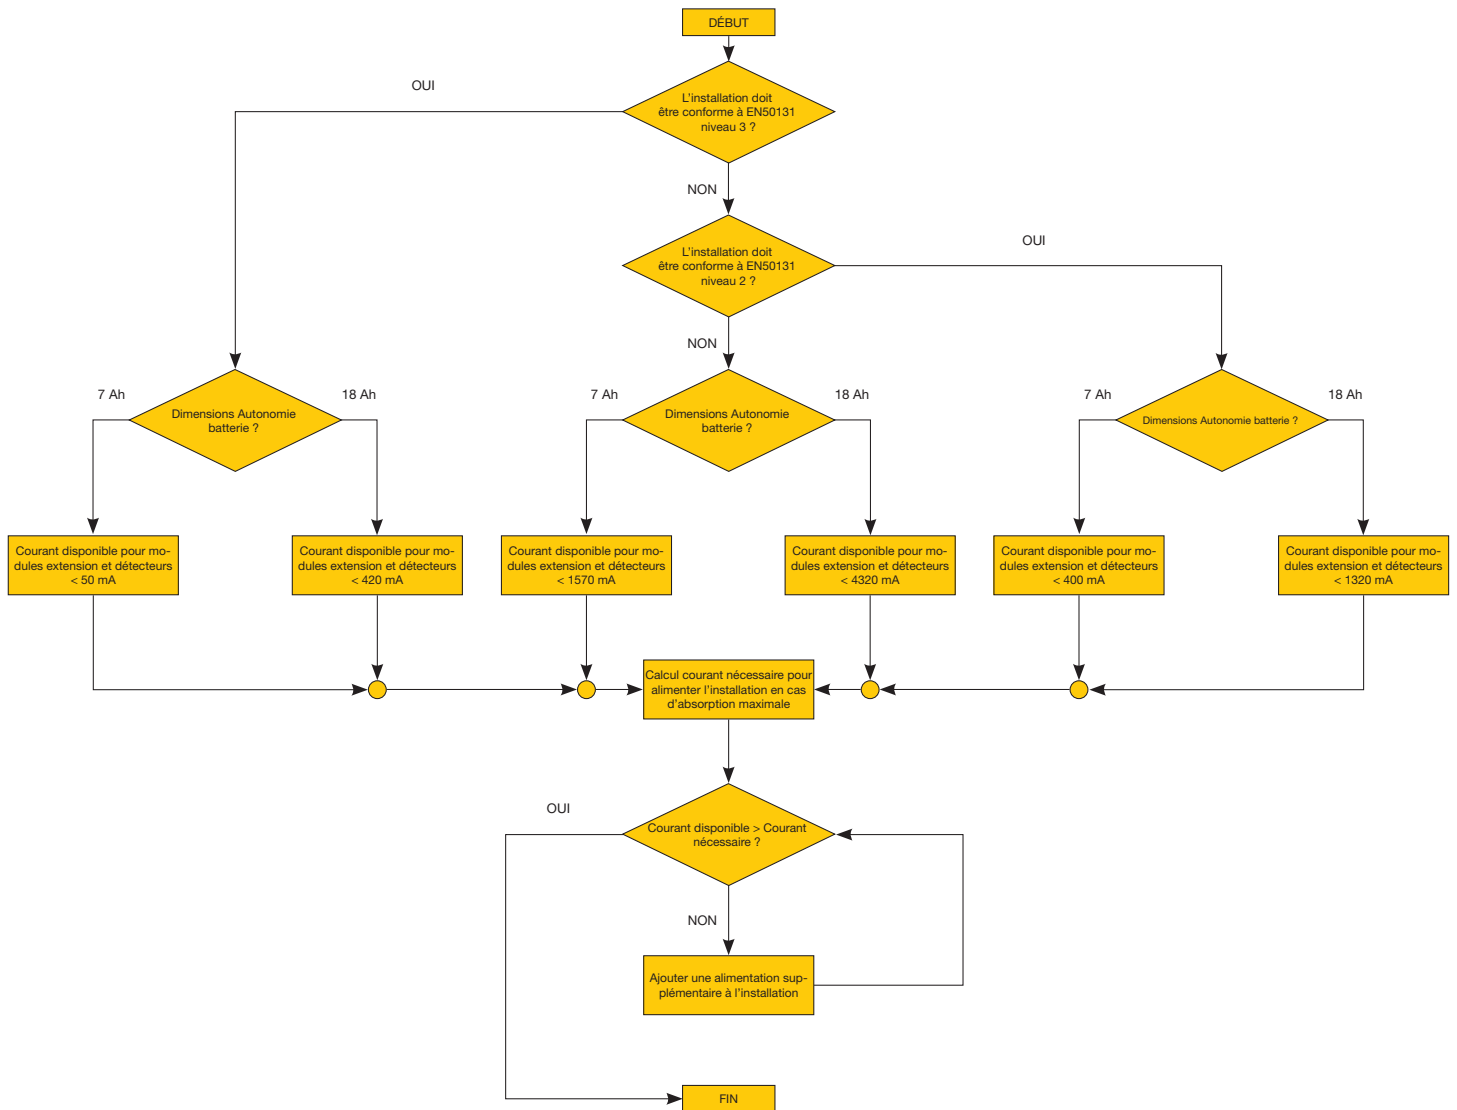 DÉBUT
OUI
L'installation doit
être conforme à EN50131
niveau 3 ?
NON
L'installation doit
être conforme à EN50131
niveau 2 ?
OUI
NON
7 Ah
Dimensions Autonomie
batterie ?
18 Ah
7 Ah
Dimensions Autonomie
batterie ?
18 Ah
7 Ah
Dimensions Autonomie batterie ?
18 Ah
Courant disponible pour mo-
dules extension et détecteurs
< 50 mA
Courant disponible pour mo-
dules extension et détecteurs
< 420 mA
Courant disponible pour mo-
dules extension et détecteurs
< 1570 mA
Courant disponible pour mo-
dules extension et détecteurs
< 4320 mA
Courant disponible pour mo-
dules extension et détecteurs
< 400 mA
Courant disponible pour mo-
dules extension et détecteurs
< 1320 mA
Calcul courant nécessaire pour
alimenter l'installation en cas
d'absorption maximale
OUI
Courant disponible > Courant
nécessaire ?
NON
Ajouter une alimentation sup-
plémentaire à l'installation
FIN